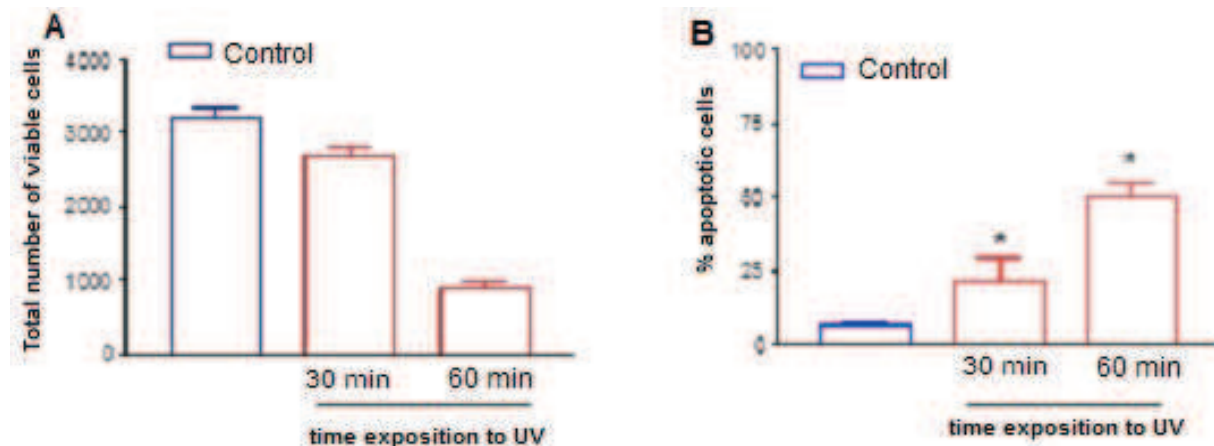 A
Total number of viable cells
4000
3000
2000
1000
0
Control
30 min
60 min
time exposition to UV
B
% apoptotic cells
100
75
50
25
0
Control
*
*
30 min
60 min
time exposition to UV